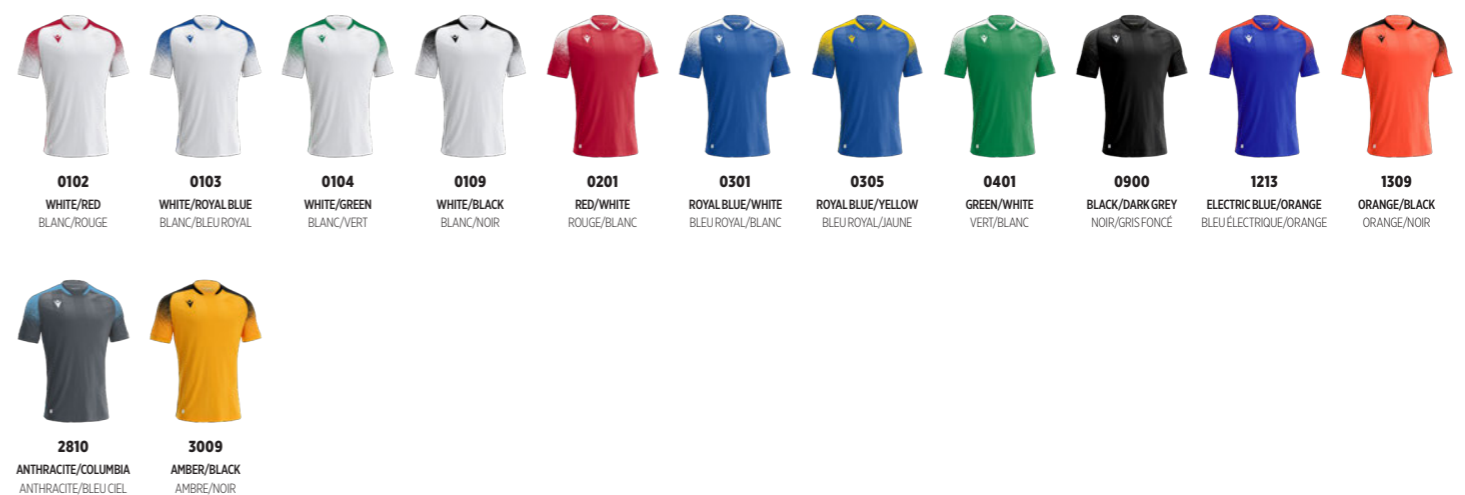 0102
WHITE/RED
BLANC/ROUGE
0103
WHITE/ROYAL BLUE
BLANC/BLEU ROYAL
0104
WHITE/GREEN
BLANC/VERT
0109
WHITE/BLACK
BLANC/NOIR
0201
RED/WHITE
ROUGE/BLANC
0301
ROYAL BLUE/WHITE
BLEU ROYAL/BLANC
0305
ROYAL BLUE/YELLOW
BLEU ROYAL/JAUNE
0401
GREEN/WHITE
VERT/BLANC
0900
BLACK/DARK GREY
NOIR/GRIS FONCÉ
1213
ELECTRIC BLUE/ORANGE
BLEU ÉLECTRIQUE/ORANGE
1309
ORANGE/BLACK
ORANGE/NOIR
2810
ANTHRACITE/COLUMBIA
ANTHRACITE/BLEU CIEL
3009
AMBER/BLACK
AMBRE/NOIR